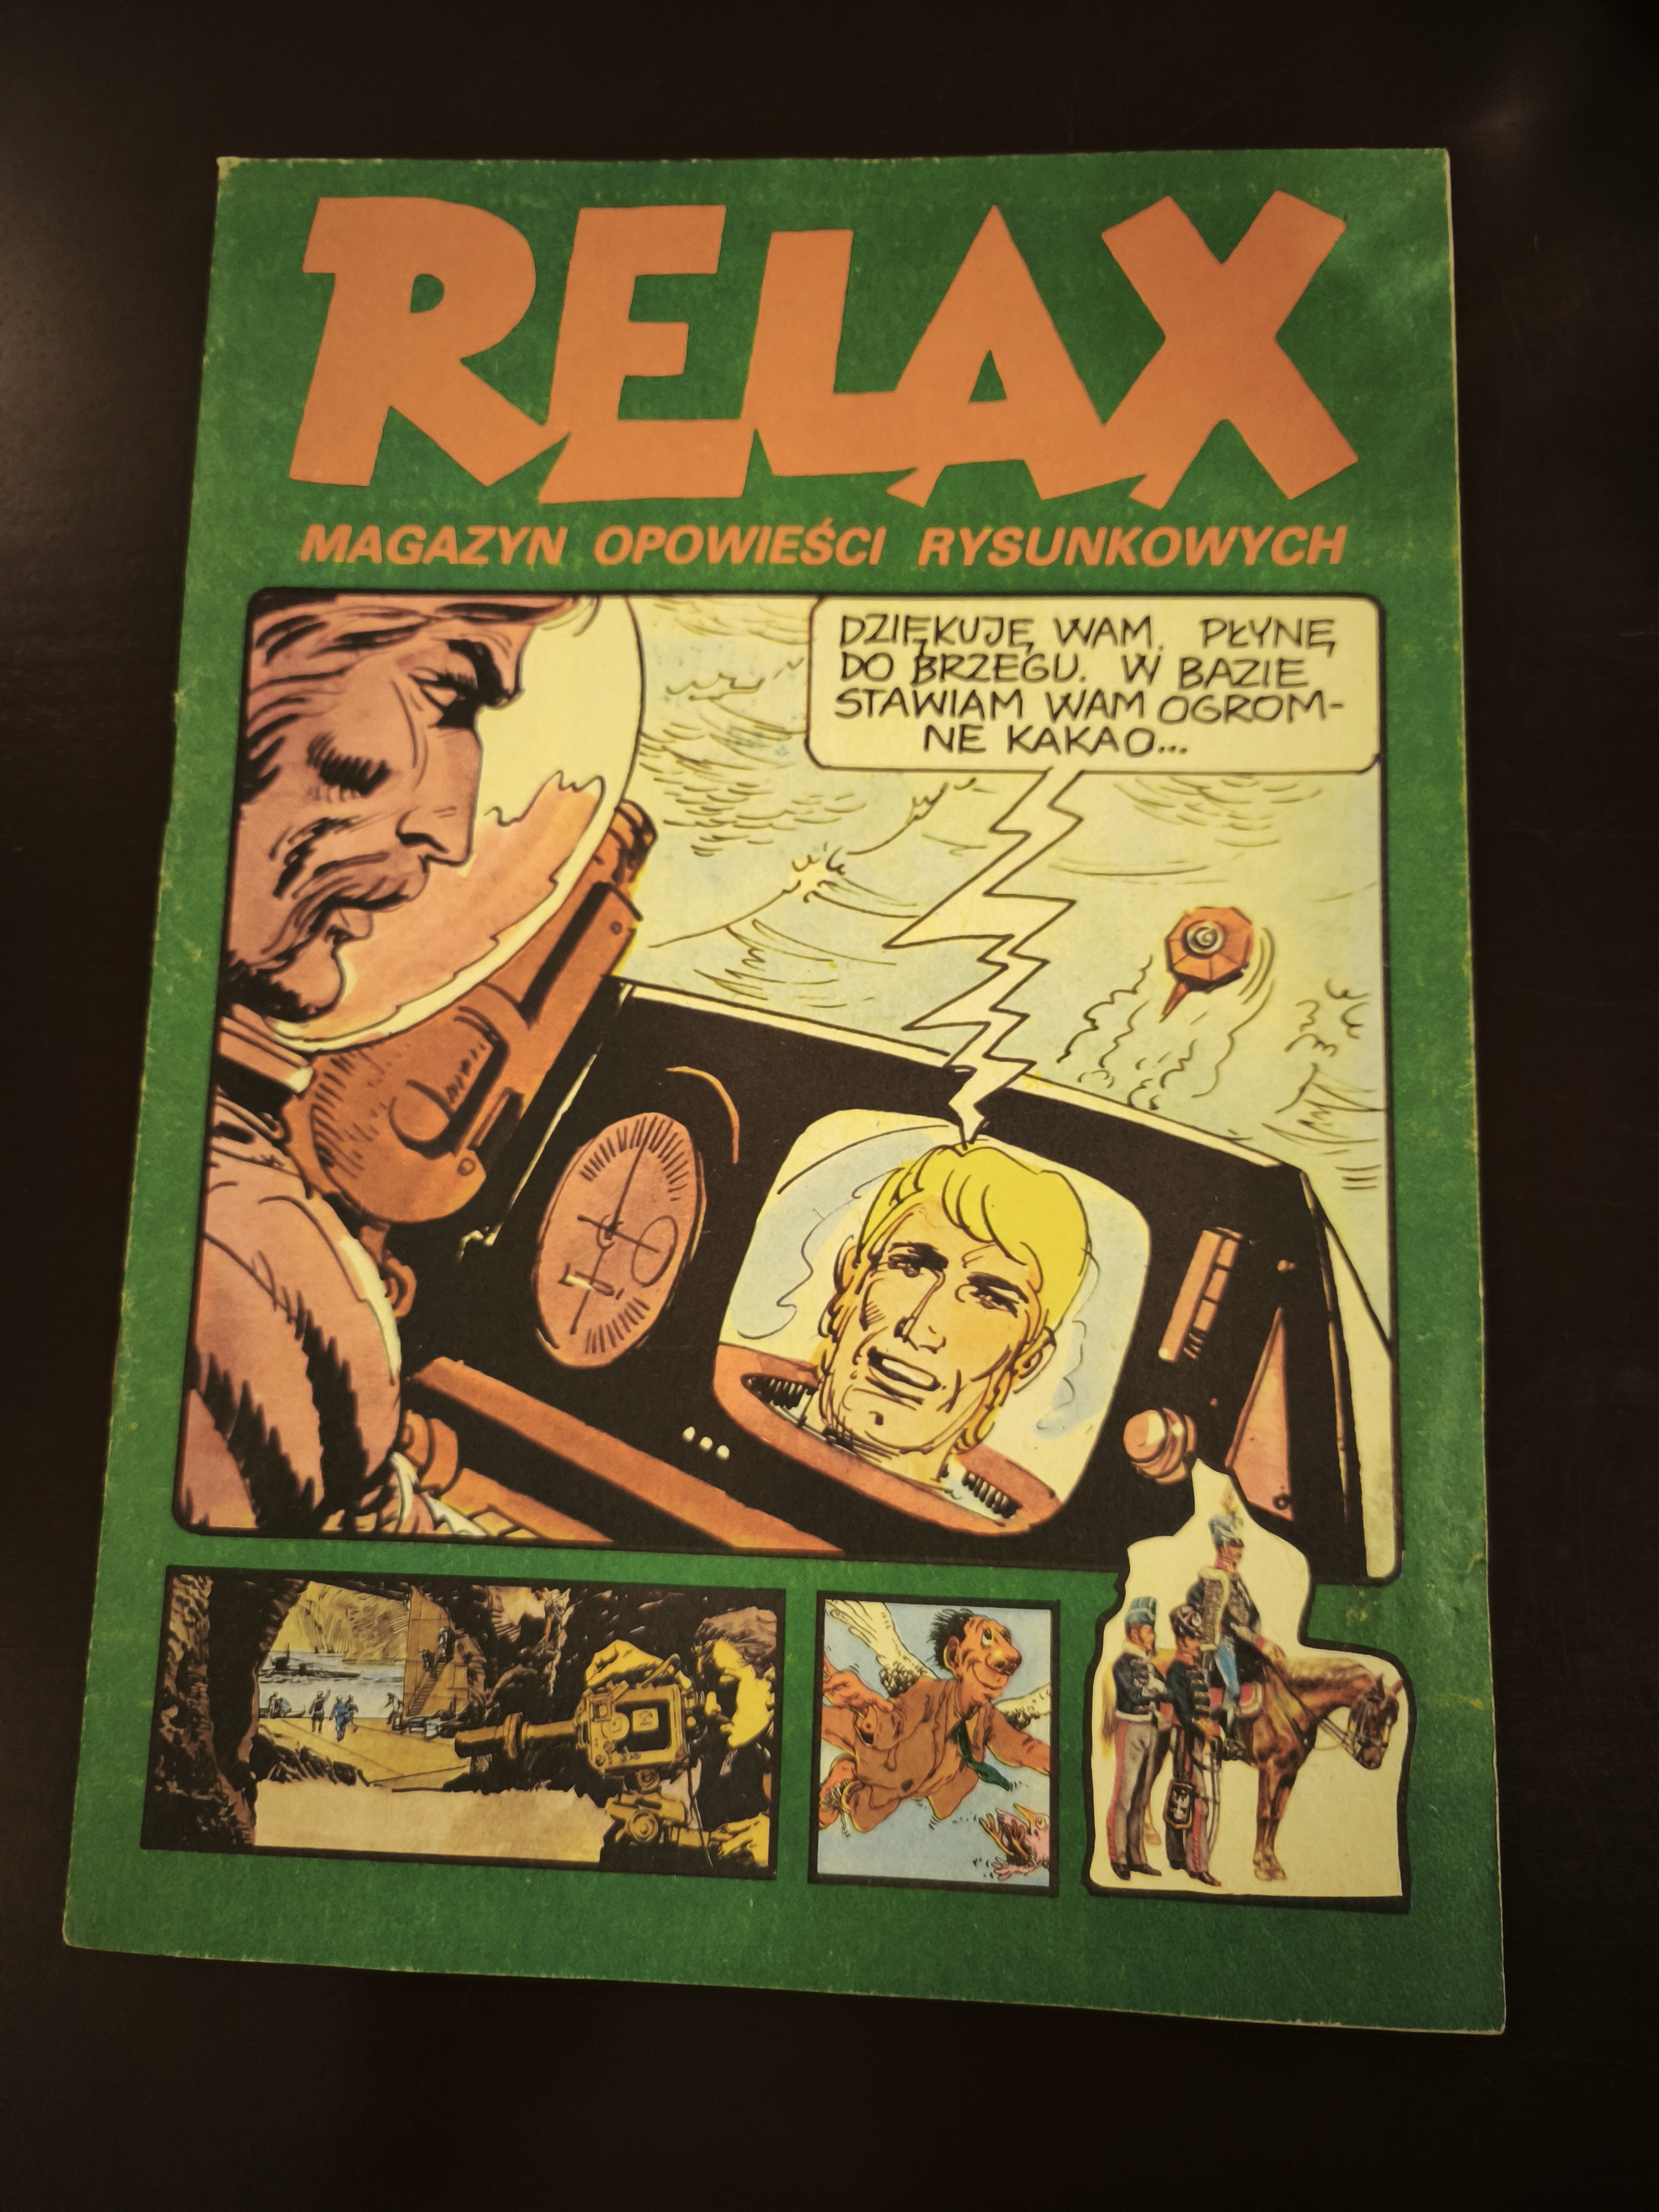 RELAX
MAGAZYN OPOWIEŚCI RYSUNKOWYCH
DZIĘKUJĘ WAM. PŁYNĘ
DO BRZEGU. W BAZIE
STAWIAM WAM OGROM-
NE KAKAO...